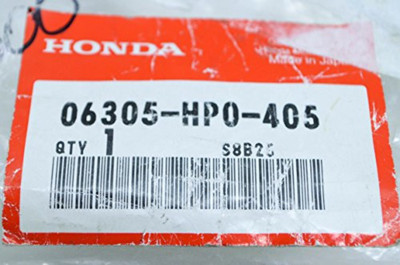 HONDA
Made in Japan
06305-HP0-405
QTY 1 S8B25